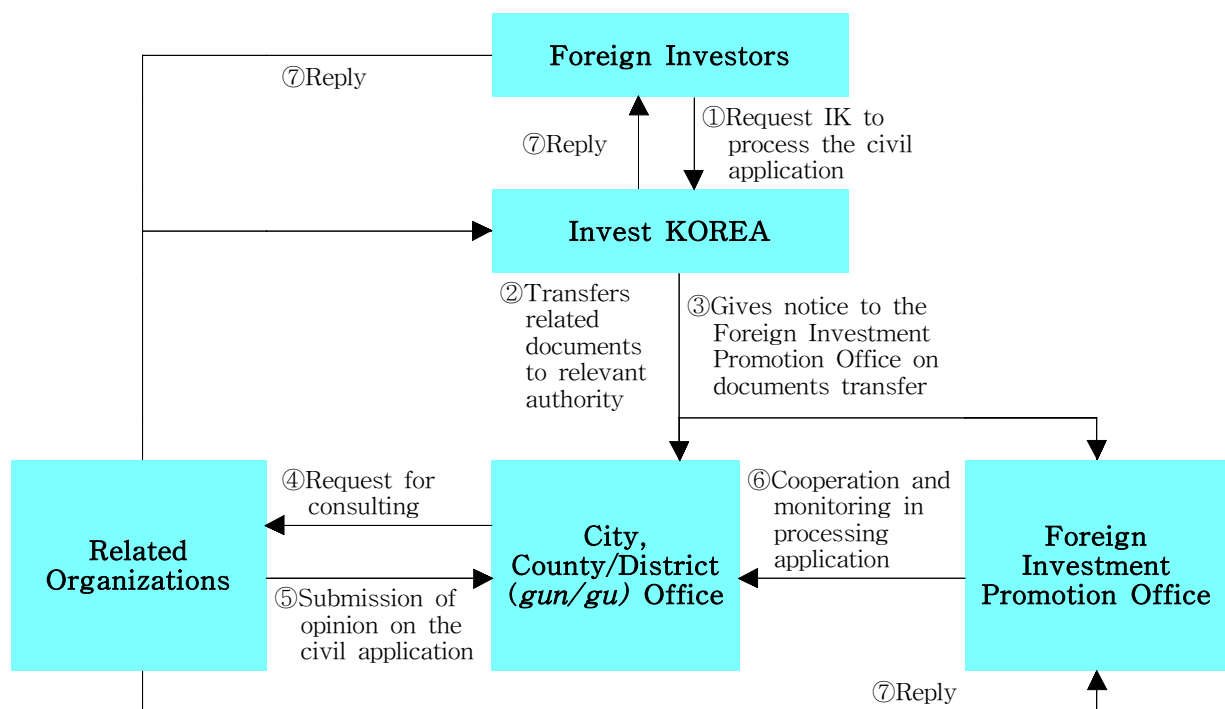 Foreign Investors
⑦Reply
①Request IK to
process the civil
application
⑦Reply
Invest KOREA
②Transfers
related
documents
to relevant
authority
③Gives notice to the
Foreign Investment
Promotion Office on
documents transfer
④Request for
consulting
⑥Cooperation and
monitoring in
processing
application
Related
Organizations
City,
County/District
(gun/gu) Office
Foreign
Investment
Promotion Office
⑤Submission of
opinion on the
civil application
⑦Reply